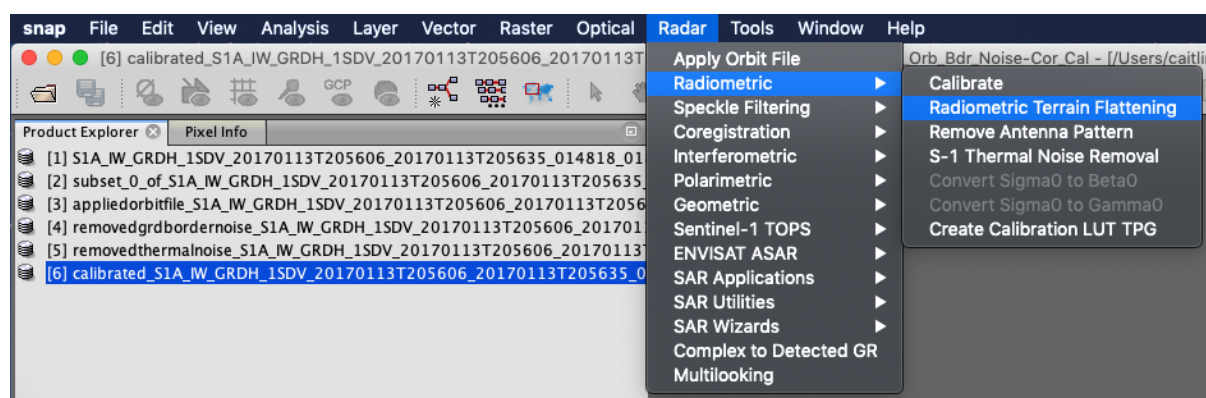 snap File Edit View Analysis Layer Vector Raster Optical Radar Tools Window Help
[6] calibrated_S1A_IW_GRDH_1SDV_20170113T205606_20170113T
Orb_Bdr_Noise-Cor_Cal - [/Users/caitli
GCP
Product Explorer Pixel Info
[1] S1A_IW_GRDH_1SDV_20170113T205606_20170113T205635_014818_01
[2] subset_0_of_S1A_IW_GRDH_1SDV_20170113T205606_20170113T205635_
[3] appliedorbitfile_S1A_IW_GRDH_1SDV_20170113T205606_20170113T2056
[4] removedgrdbordernoise_S1A_IW_GRDH_1SDV_20170113T205606_201701
[5] removedthermalnoise_S1A_IW_GRDH_1SDV_20170113T205606_20170113
[6] calibrated_S1A_IW_GRDH_1SDV_20170113T205606_20170113T205635_0
Apply Orbit File
Radiometric
Speckle Filtering
Coregistration
Interferometric
Polarimetric
Geometric
Sentinel-1 TOPS
ENVISAT ASAR
SAR Applications
SAR Utilities
SAR Wizards
Complex to Detected GR
Multilooking
Calibrate
Radiometric Terrain Flattening
Remove Antenna Pattern
S-1 Thermal Noise Removal
Convert Sigma0 to Beta0
Convert Sigma0 to Gamma0
Create Calibration LUT TPG